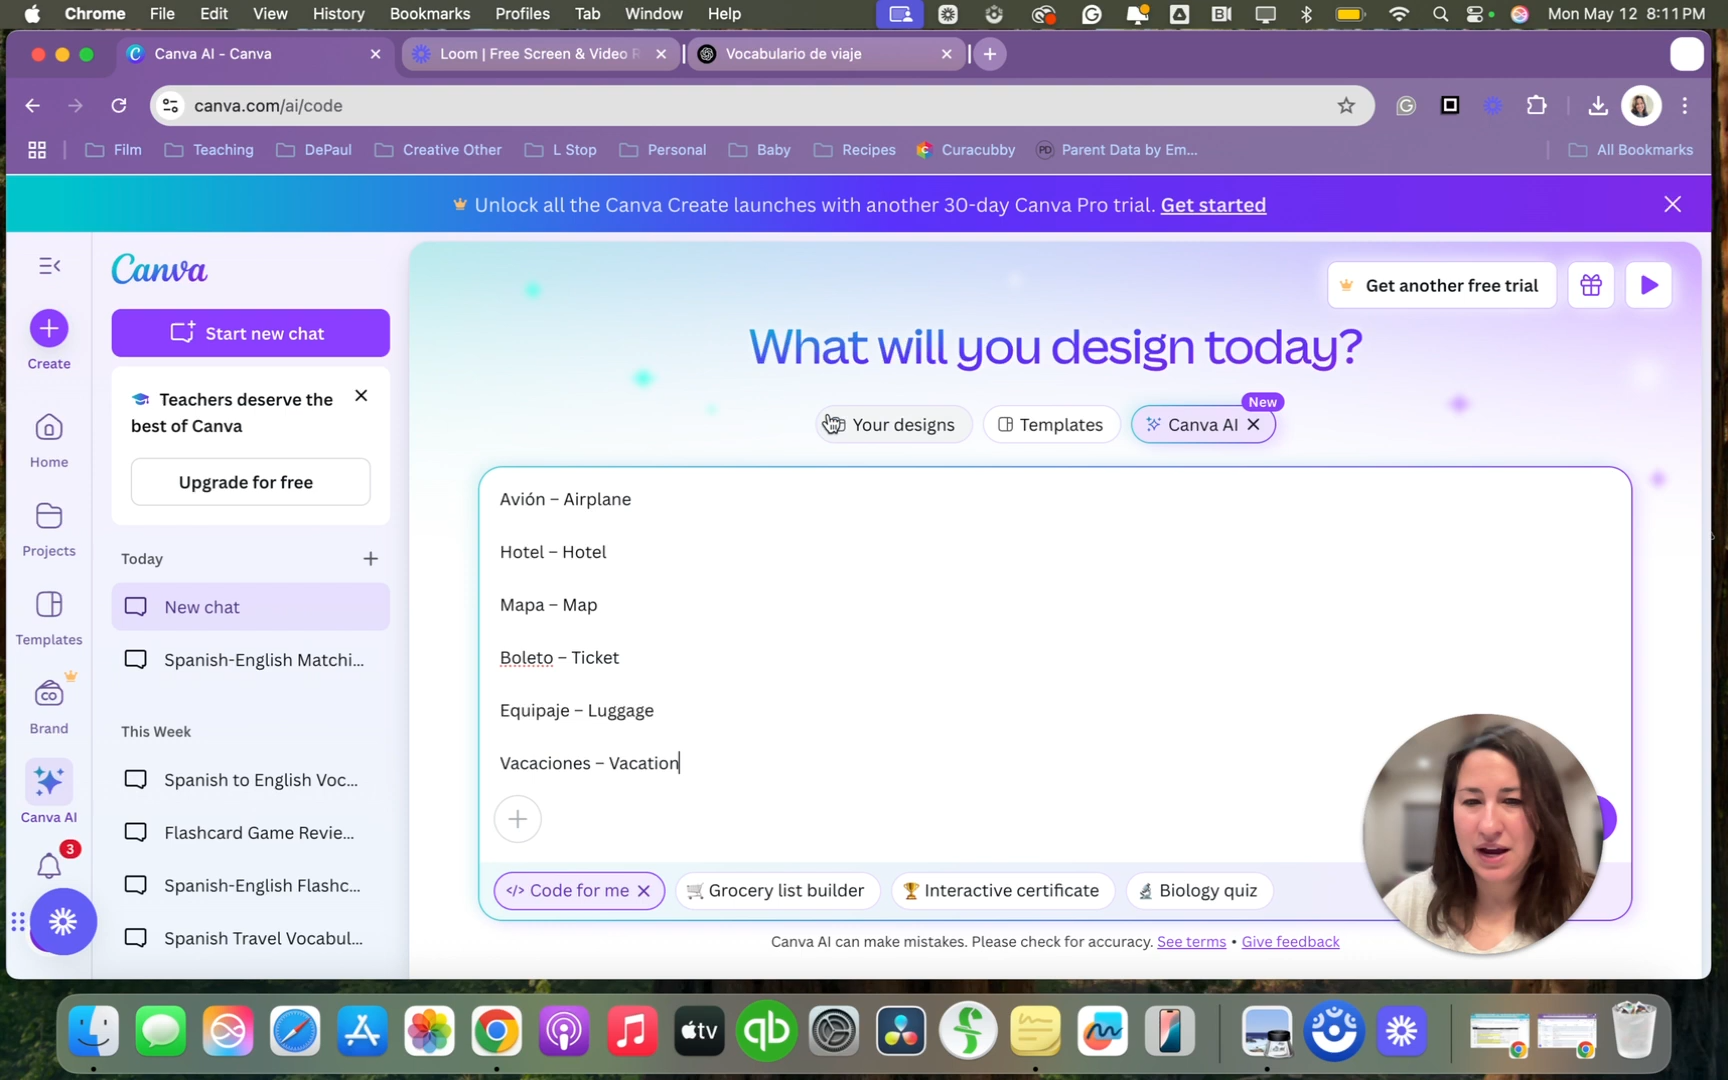 Chrome File Edit View History Bookmarks Profiles Tab Window Help Mon May 12 8:11 PM
Canva AI - Canva
Loom | Free Screen & Video R
Vocabulario de viaje
canva.com/ai/code
Film Teaching DePaul Creative Other L Stop Personal Baby Recipes Curacubby Parent Data by Em... All Bookmarks
Unlock all the Canva Create launches with another 30-day Canva Pro trial. Get started
Canva
Start new chat
Create
Teachers deserve the
best of Canva
Upgrade for free
Home
Projects
Templates
Brand
Canva AI
3
Today
New chat
Spanish-English Matchi...
This Week
Spanish to English Voc...
Flashcard Game Revie...
Spanish-English Flashc...
Spanish Travel Vocabul...
Get another free trial
What will you design today?
New
Your designs Templates Canva AI
Avión – Airplane
Hotel – Hotel
Mapa – Map
Boleto – Ticket
Equipaje – Luggage
Vacaciones – Vacation
</> Code for me Grocery list builder Interactive certificate Biology quiz
Canva AI can make mistakes. Please check for accuracy. See terms • Give feedback
tv
qb